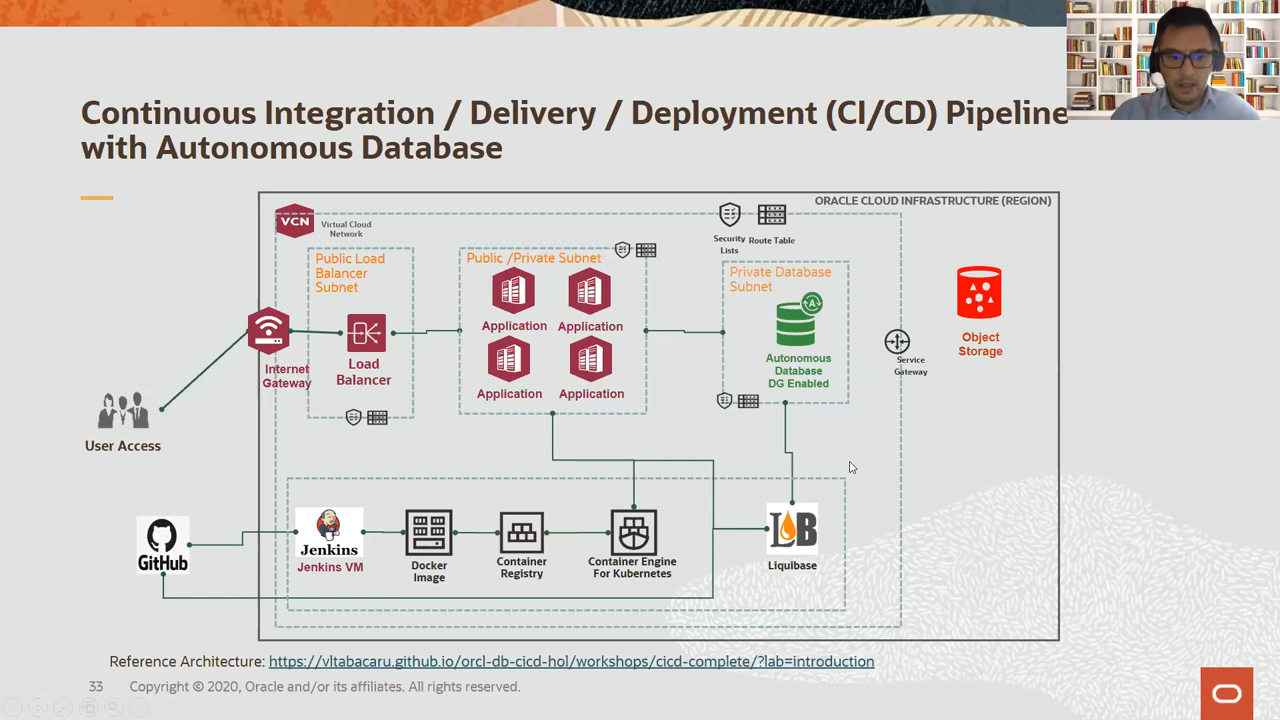 Continuous Integration / Delivery / Deployment (CI/CD) Pipeline
with Autonomous Database
ORACLE CLOUD INFRASTRUCTURE (REGION)
VCN
Virtual Cloud
Network
Security
Lists
Route Table
Public Load
Balancer
Subnet
Public /Private Subnet
Private Database
Subnet
Application
Application
Application
Application
Internet
Gateway
Load
Balancer
Autonomous
Database
DG Enabled
A
Service
Gateway
Object
Storage
User Access
GitHub
Jenkins
Jenkins VM
Docker
Image
Container
Registry
Container Engine
For Kubernetes
LB
Liquibase
Reference Architecture: https://vltabacaru.github.io/orcl-db-cicd-hol/workshops/cicd-complete/?lab=introduction
33
Copyright © 2020, Oracle and/or its affiliates. All rights reserved.